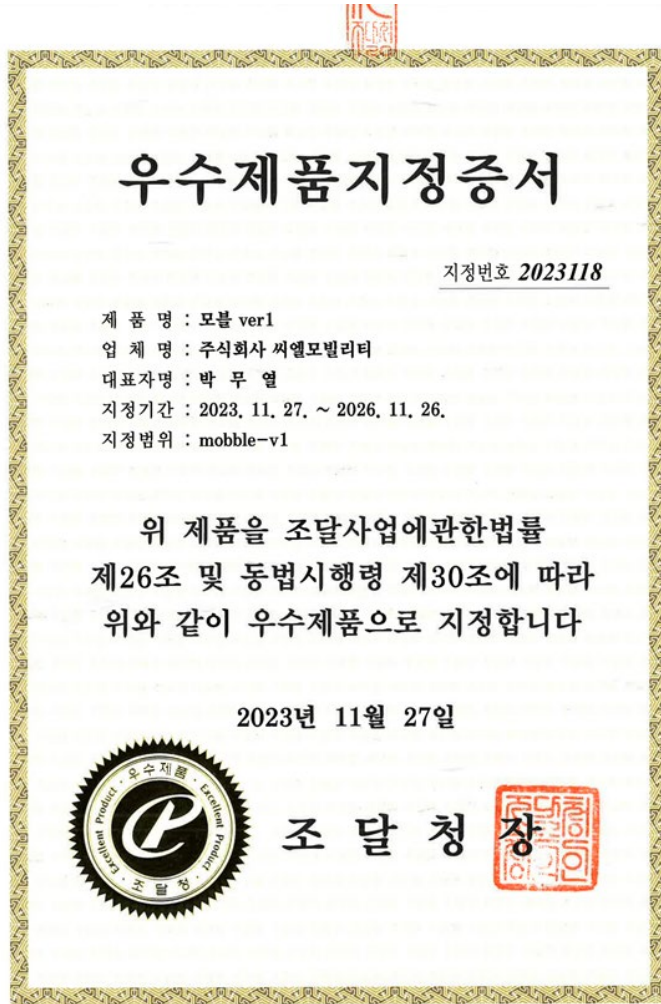 우수제품지정증서
지정번호 2023118
제 품 명 : 모블 ver1
업 체 명 : 주식회사 씨엘모빌리티
대표자명 : 박 무 열
지정기간 : 2023. 11. 27. ~ 2026. 11. 26.
지정범위 : mobble-v1
위 제품을 조달사업에관한법률
제26조 및 동법시행령 제30조에 따라
위와 같이 우수제품으로 지정합니다
2023년 11월 27일
우수제품 · Excellent Product · 조달청 · Excellent Product ·
조 달 청 장